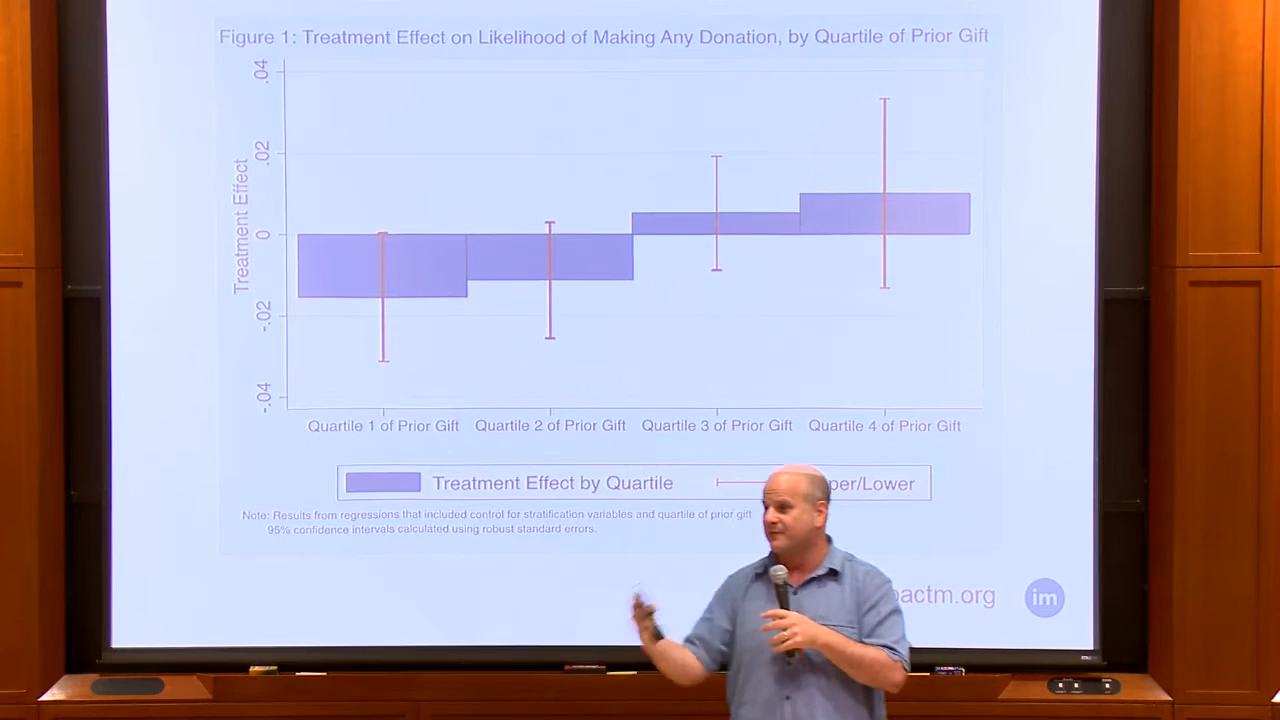 Figure 1: Treatment Effect on Likelihood of Making Any Donation, by Quartile of Prior Gift
.04
.02
0
-.02
-.04
Treatment Effect
Quartile 1 of Prior Gift
Quartile 2 of Prior Gift
Quartile 3 of Prior Gift
Quartile 4 of Prior Gift
Treatment Effect by Quartile
per/Lower
Note: Results from regressions that included control for stratification variables and quartile of prior gift
95% confidence intervals calculated using robust standard errors.
pactm.org
im